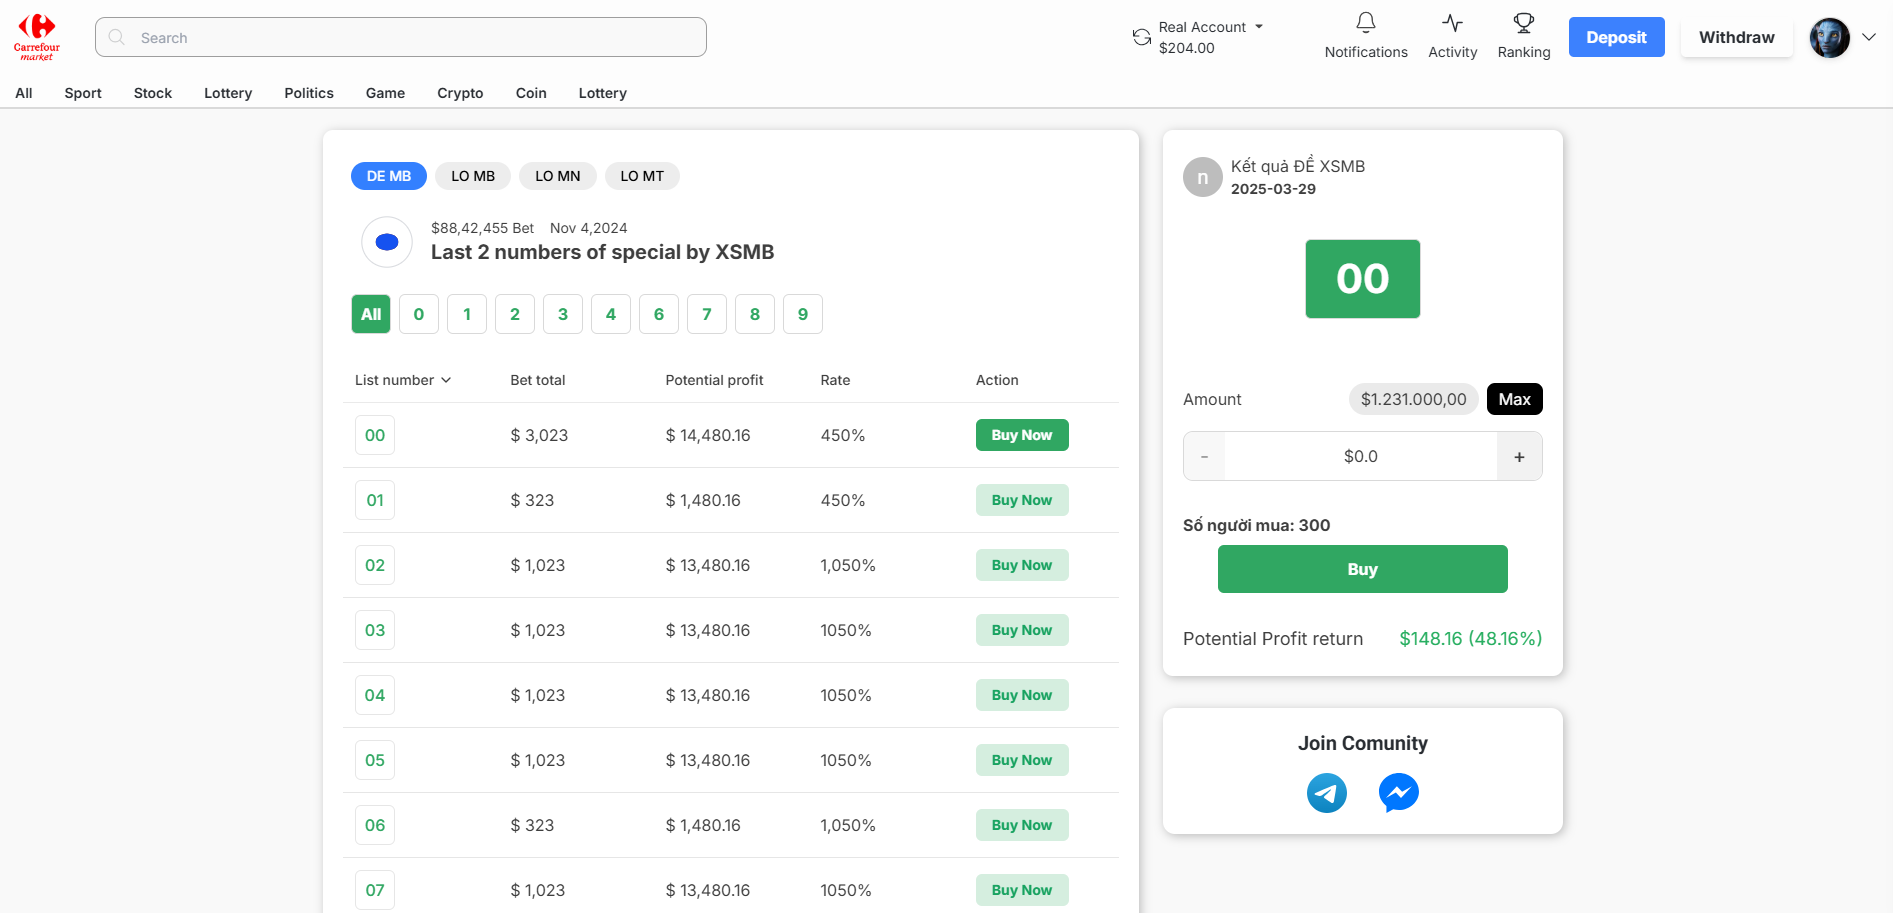 Carrefour
market
Search
Real Account
$204.00
Notifications
Activity
Ranking
Deposit
Withdraw
All
Sport
Stock
Lottery
Politics
Game
Crypto
Coin
Lottery
DE MB
LO MB
LO MN
LO MT
$88,42,455 Bet Nov 4,2024
Last 2 numbers of special by XSMB
All 0 1 2 3 4 6 7 8 9
List number Bet total Potential profit Rate Action
00 $ 3,023 $ 14,480.16 450% Buy Now
01 $ 323 $ 1,480.16 450% Buy Now
02 $ 1,023 $ 13,480.16 1,050% Buy Now
03 $ 1,023 $ 13,480.16 1050% Buy Now
04 $ 1,023 $ 13,480.16 1050% Buy Now
05 $ 1,023 $ 13,480.16 1050% Buy Now
06 $ 323 $ 1,480.16 1,050% Buy Now
07 $ 1,023 $ 13,480.16 1050% Buy Now
n
Kết quả ĐỀ XSMB
2025-03-29
00
Amount $1.231.000,00 Max
- $0.0 +
Số người mua: 300
Buy
Potential Profit return $148.16 (48.16%)
Join Comunity